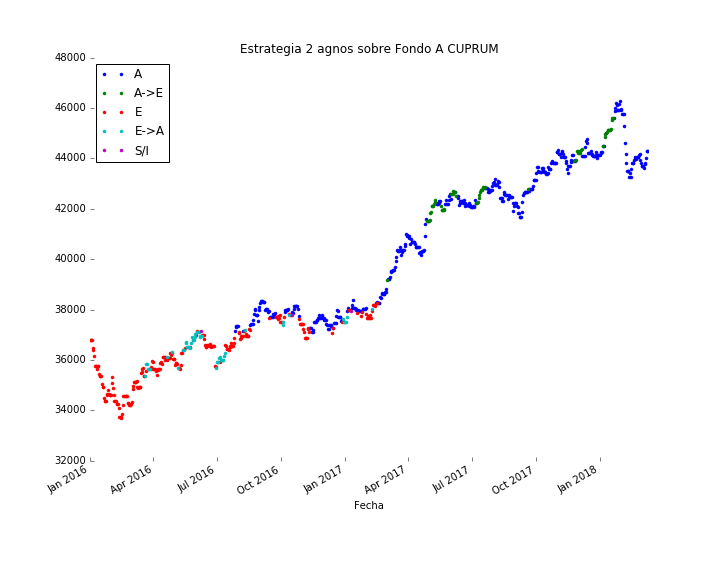 Estrategia 2 agnos sobre Fondo A CUPRUM
48000
46000
44000
42000
40000
38000
36000
34000
32000
A
A->E
E
E->A
S/I
Jan 2016
Apr 2016
Jul 2016
Oct 2016
Jan 2017
Apr 2017
Jul 2017
Oct 2017
Jan 2018
Fecha